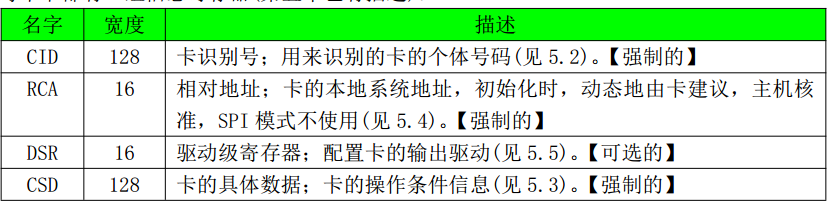 名字 宽度 描述
CID 128 卡识别号；用来识别的卡的个体号码(见 5.2)。【强制的】
RCA 16 相对地址；卡的本地系统地址，初始化时，动态地由卡建议，主机核
准，SPI 模式不使用(见 5.4)。【强制的】
DSR 16 驱动级寄存器；配置卡的输出驱动(见 5.5)。【可选的】
CSD 128 卡的具体数据；卡的操作条件信息(见 5.3)。【强制的】